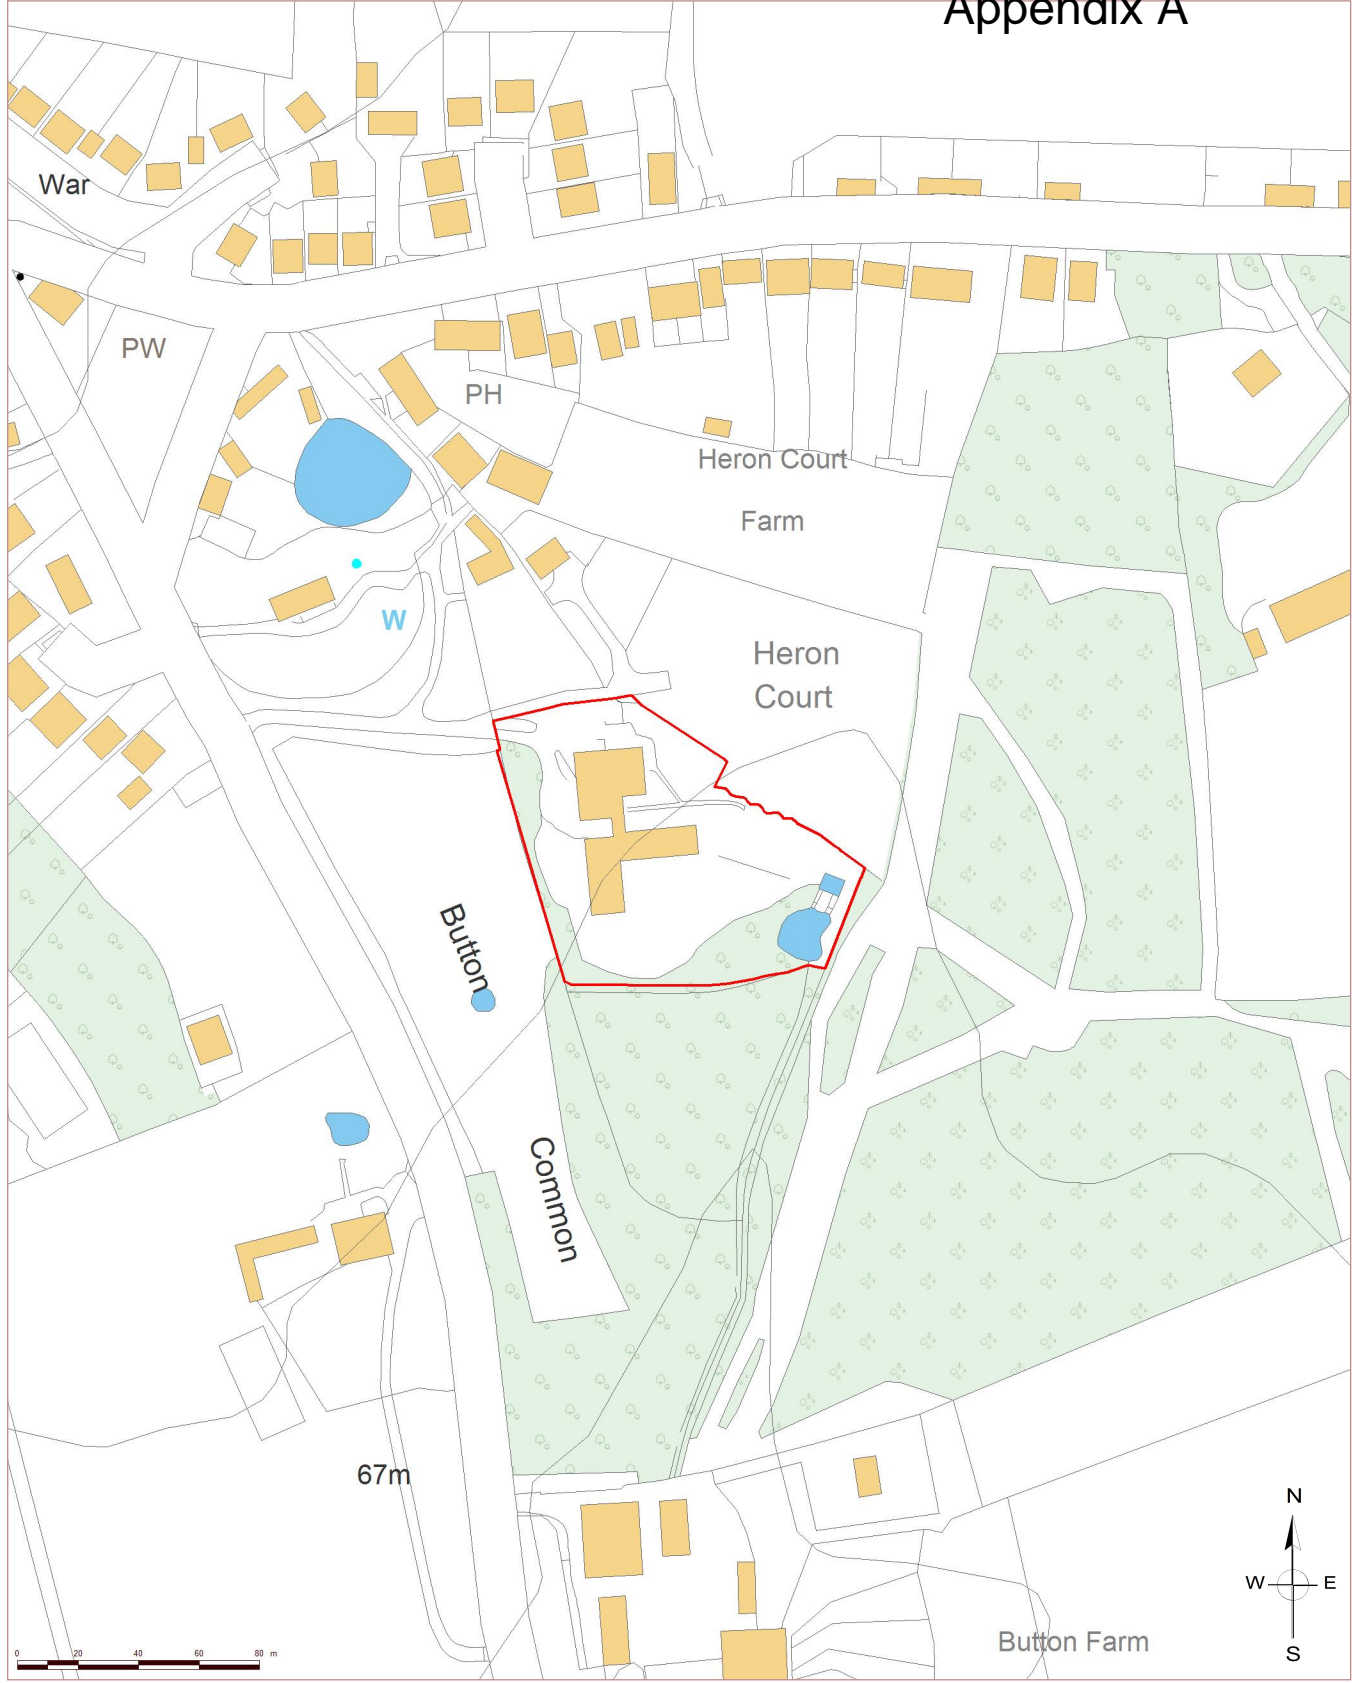 Appendix A
War
PW
PH
Heron Court
Farm
W
Heron
Court
Button
Common
67m
N
W
E
S
Button Farm
0 20 40 60 80 m